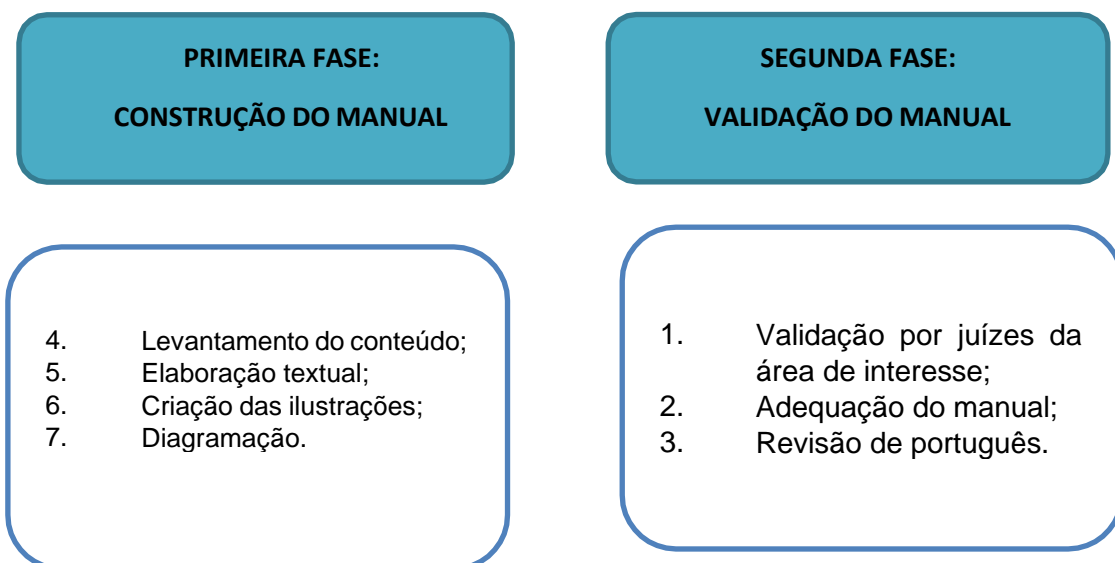 PRIMEIRA FASE:
CONSTRUÇÃO DO MANUAL
4. Levantamento do conteúdo;
5. Elaboração textual;
6. Criação das ilustrações;
7. Diagramação.
SEGUNDA FASE:
VALIDAÇÃO DO MANUAL
1. Validação por juízes da
área de interesse;
2. Adequação do manual;
3. Revisão de português.